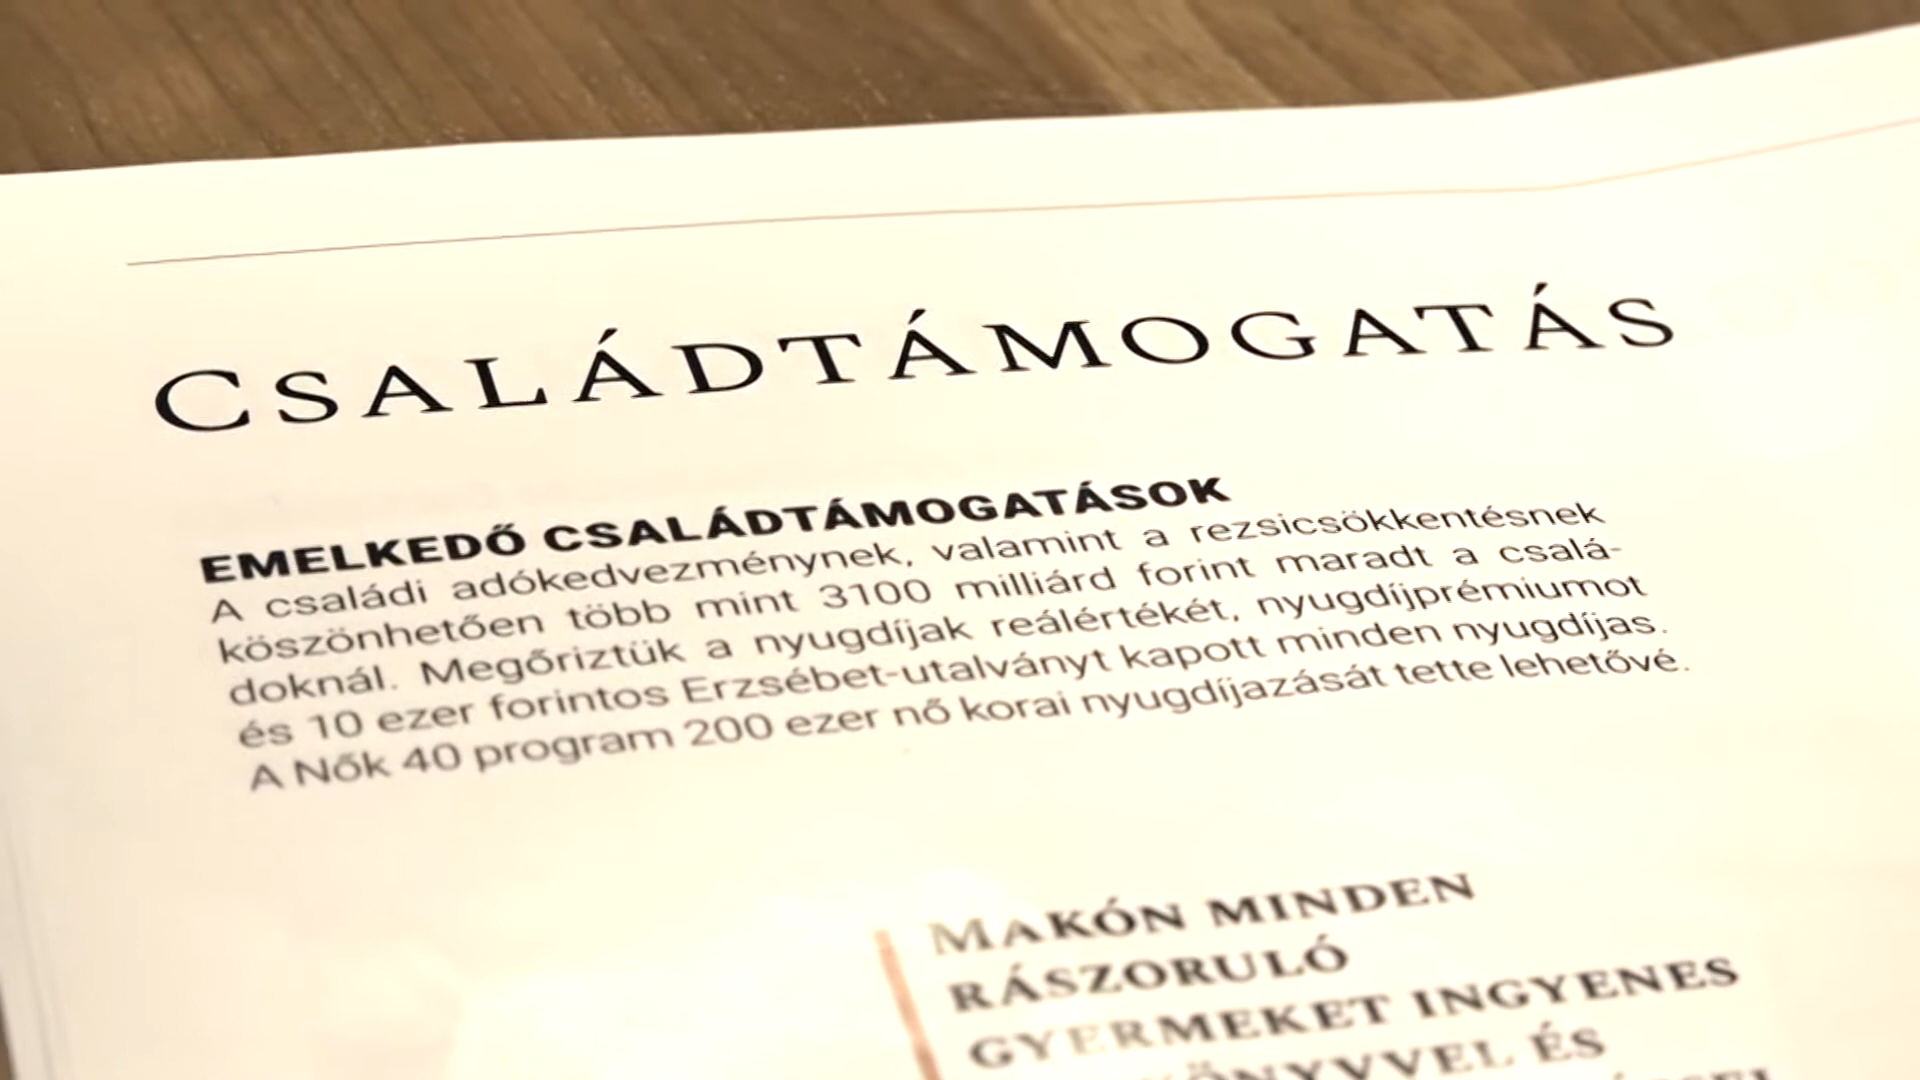 CSALÁDTÁMOGATÁS
EMELKEDŐ CSALÁDTÁMOGATÁSOK
A családi adókedvezménynek, valamint a rezsicsökkentésnek
köszönhetően több mint 3100 milliárd forint maradt a csalá-
doknál. Megőriztük a nyugdíjak reálértékét, nyugdíjprémiumot
és 10 ezer forintos Erzsébet-utalványt kapott minden nyugdíjas.
A Nők 40 program 200 ezer nő korai nyugdíjazását tette lehetővé.
MAKÓN MINDEN
RÁSZORULÓ
GYERMEKET INGYENES
ÉS